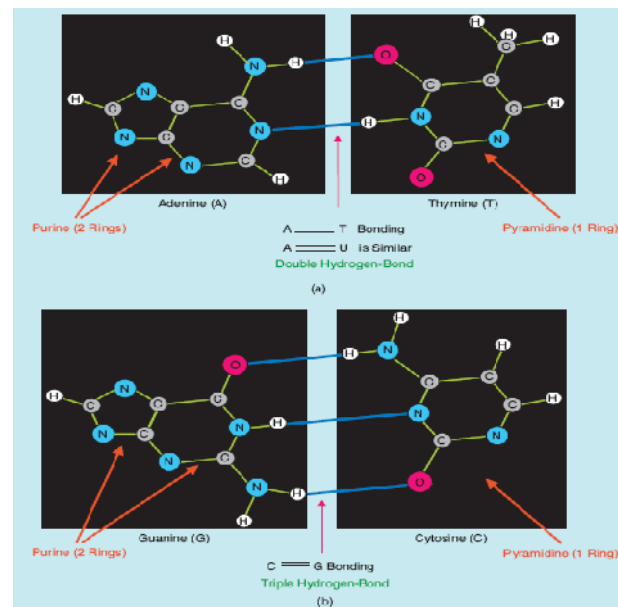 H
H
H
O
H
C
H
H
N
C
C
H
N
C
C
C
H
C
N
H
N
N
C
N
C
C
N
N
H
O
Adenine (A)
Thymine (T)
Purine (2 Rings)
Pyramidine (1 Ring)
A T Bonding
A U is Similar
Double Hydrogen-Bond
(a)
H
O
H
N
H
N
C
C
C
C
H
H
C
N
H
N
C
H
N
C
N
C
C
N
N
H
O
H
Guanine (G)
Cytosine (C)
Purine (2 Rings)
Pyramidine (1 Ring)
C G Bonding
Triple Hydrogen-Bond
(b)